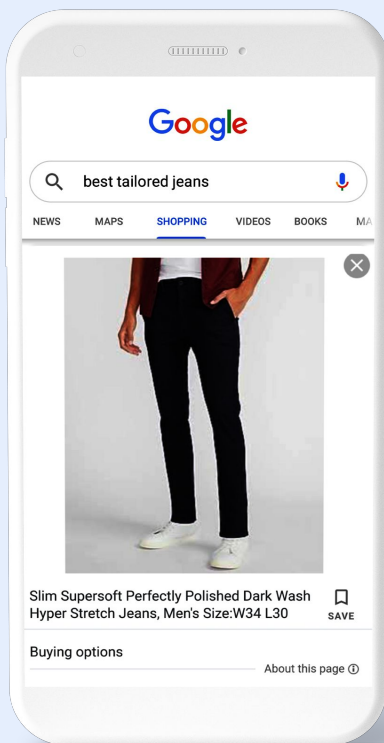 Google
best tailored jeans
NEWS MAPS SHOPPING VIDEOS BOOKS MA
Slim Supersoft Perfectly Polished Dark Wash
Hyper Stretch Jeans, Men's Size:W34 L30
SAVE
Buying options
About this page